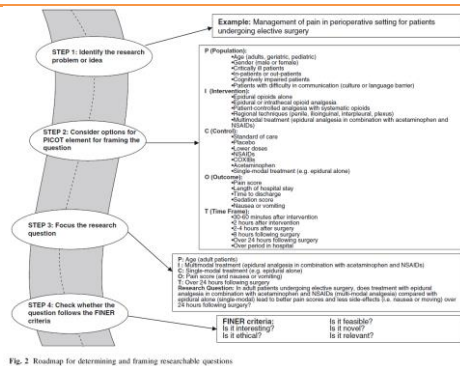 Example: Management of pain in perioperative setting for patients
undergoing elective surgery
STEP 1: Identify the research
problem or idea
P (Population):
•Age (adults, geriatric, pediatric)
•Gender (male or female)
•Critically ill patients
•In-patients or out-patients
•Cognitively impaired patients
•Patients with difficulty in communication (culture or language barrier)
I (Intervention):
•Epidural opioids alone
•Epidural or intrathecal opioid analgesia
•Patient-controlled analgesia with systematic opioids
•Regional techniques (penile, ilioinguinal, interpleural, plexus)
•Multimodal treatment (epidural analgesia in combination with acetaminophen and
NSAIDs)
C (Control):
•Standard of care
•Placebo
•Lower doses
•NSAIDs
•COXIBs
•Acetaminophen
•Single-modal treatment (e.g. epidural alone)
O (Outcome):
•Pain score
•Length of hospital stay
•Time to discharge
•Sedation score
•Nausea or vomiting
T (Time Frame):
•30-60 minutes after intervention
•2 hours after intervention
•2-4 hours after surgery
•8 hours following surgery
•Over 24 hours following surgery
•Over period in hospital
STEP 2: Consider options for
PICOT element for framing the
question
STEP 3: Focus the research
question
P: Age (adult patients)
I : Multimodal treatment (epidural analgesia in combination with acetaminophen and NSAIDs)
C: Single-modal treatment (e.g. epidural alone)
O: Pain score (and nausea or vomiting)
T: Over 24 hours following surgery
Research Question: In adult patients undergoing elective surgery, does treatment with epidural
analgesia in combination with acetaminophen and NSAIDs (multi-modal analgesia) compared with
epidural alone (single-modal) lead to better pain scores and less side-effects (i.e. nausea or moving) over
24 hours following surgery?
STEP 4: Check whether the
question follows the FINER
criteria
FINER criteria: Is it feasible?
Is it interesting? Is it novel?
Is it ethical? Is it relevant?
Fig. 2 Roadmap for determining and framing researchable questions